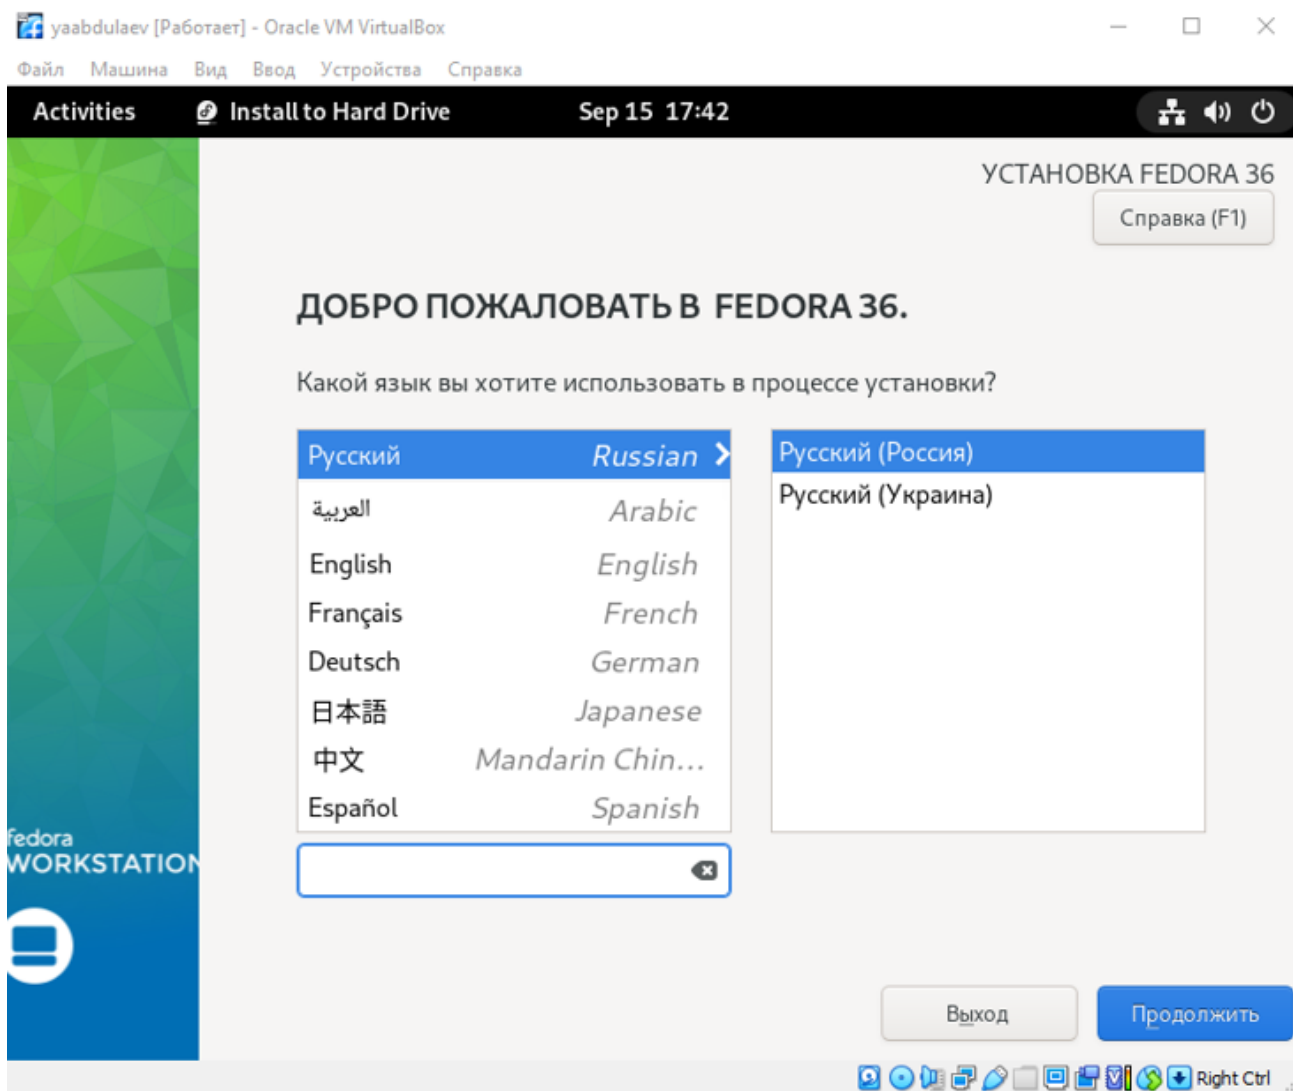 yaabdulaev [Работает] - Oracle VM VirtualBox
Файл Машина Вид Ввод Устройства Справка
Activities Install to Hard Drive Sep 15 17:42
УСТАНОВКА FEDORA 36
Справка (F1)
ДОБРО ПОЖАЛОВАТЬ В FEDORA 36.
Какой язык вы хотите использовать в процессе установки?
Русский Russian
العربية Arabic
English English
Français French
Deutsch German
日本語 Japanese
中文 Mandarin Chin...
Español Spanish
Русский (Россия)
Русский (Украина)
fedora
WORKSTATION
Выход Продолжить
Right Ctrl